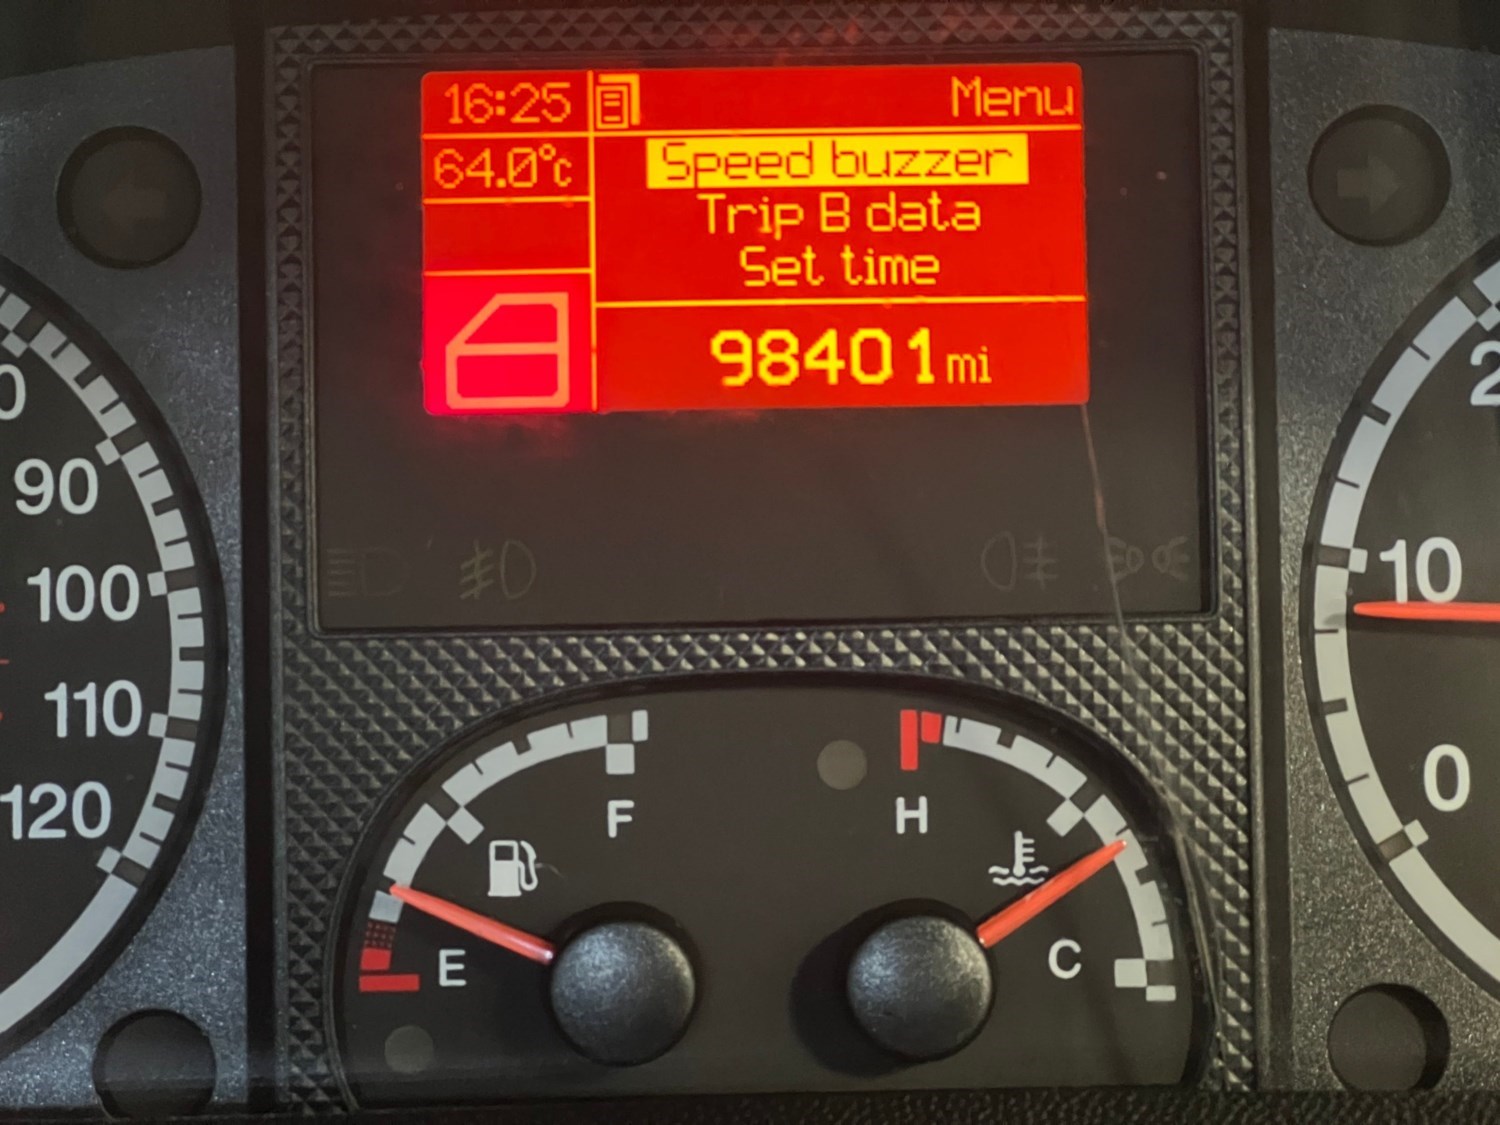 16:25
Menu
64.0°c
Speed buzzer
Trip B data
Set time
98401 mi
90
100
110
120
F
E
H
C
10
0